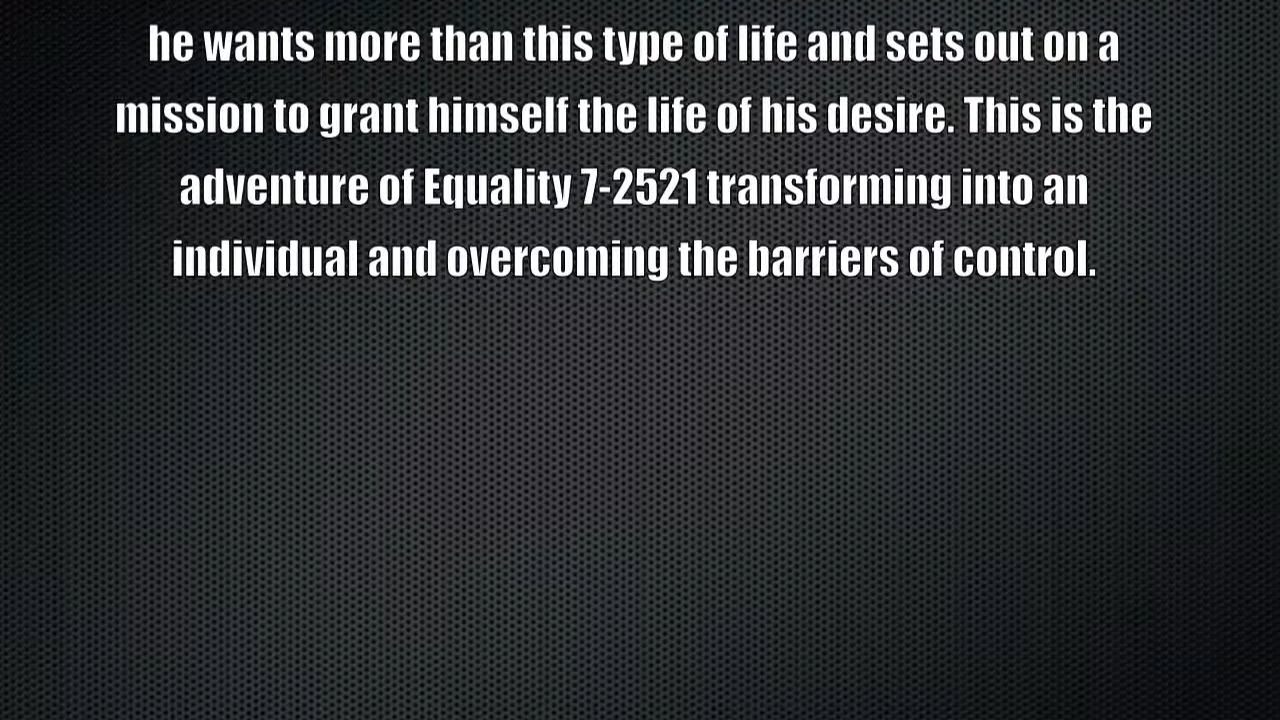 he wants more than this type of life and sets out on a
mission to grant himself the life of his desire. This is the
adventure of Equality 7-2521 transforming into an
individual and overcoming the barriers of control.